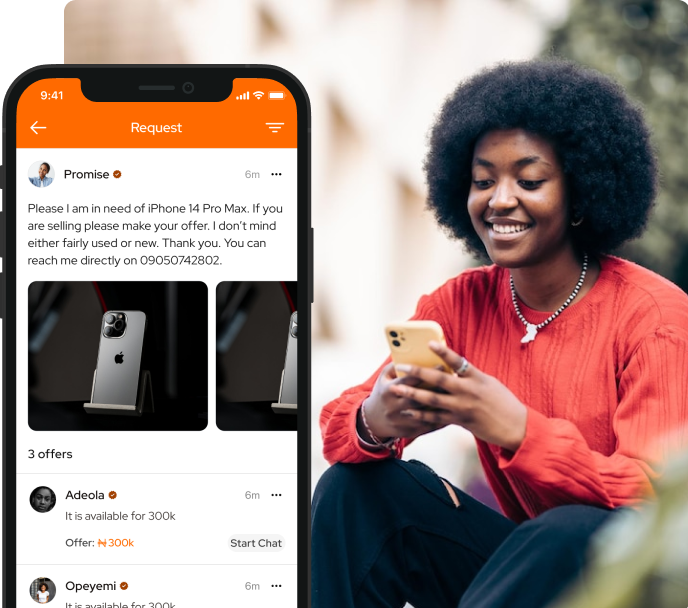 9:41
Request
Promise
6m
Please I am in need of iPhone 14 Pro Max. If you
are selling please make your offer. I don't mind
either fairly used or new. Thank you. You can
reach me directly on 09050742802.
3 offers
Adeola
6m
It is available for 300k
Offer: ₦300k
Start Chat
Opeyemi
6m
It is available for 300k